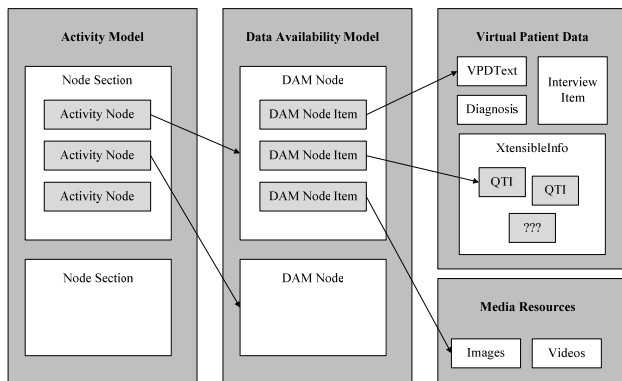 Activity Model
Node Section
Activity Node
Activity Node
Activity Node
Node Section
Data Availability Model
DAM Node
DAM Node Item
DAM Node Item
DAM Node Item
DAM Node
Virtual Patient Data
VPDText
Diagnosis
Interview
Item
XtensibleInfo
QTI
QTI
???
Media Resources
Images
Videos